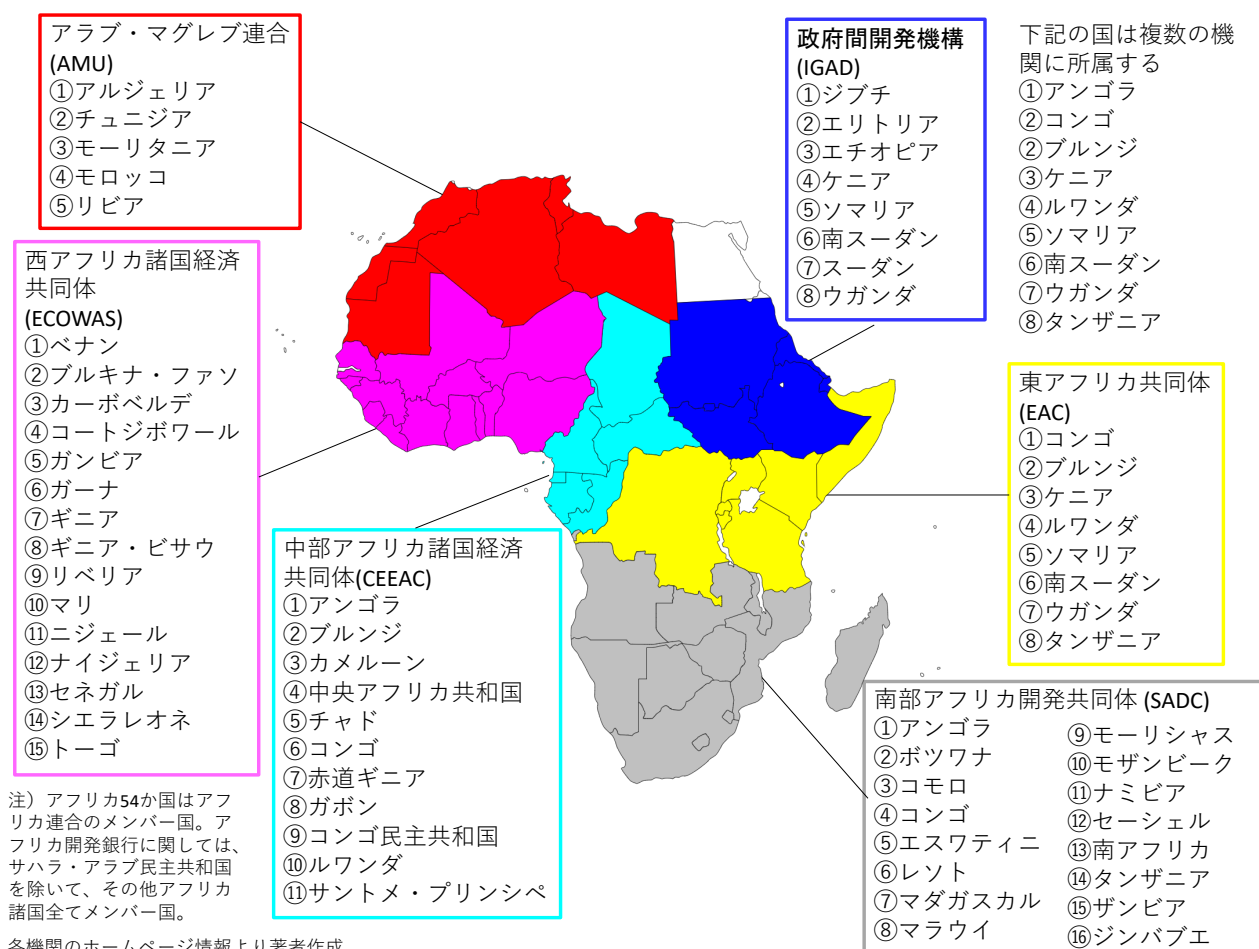 アラブ・マグレブ連合
(AMU)
①アルジェリア
②チュニジア
③モーリタニア
④モロッコ
⑤リビア
西アフリカ諸国経済
共同体
(ECOWAS)
①ベナン
②ブルキナ・ファソ
③カーボベルデ
④コートジボワール
⑤ガンビア
⑥ガーナ
⑦ギニア
⑧ギニア・ビサウ
⑨リベリア
⑩マリ
⑪ニジェール
⑫ナイジェリア
⑬セネガル
⑭シエラレオネ
⑮トーゴ
注）アフリカ54か国はアフ
リカ連合のメンバー国。ア
フリカ開発銀行に関しては、
サハラ・アラブ民主共和国
を除いて、その他アフリカ
諸国全てメンバー国。
各機関のホームページ情報より著者作成
中部アフリカ諸国経済
共同体(CEEAC)
①アンゴラ
②ブルンジ
③カメルーン
④中央アフリカ共和国
⑤チャド
⑥コンゴ
⑦赤道ギニア
⑧ガボン
⑨コンゴ民主共和国
⑩ルワンダ
⑪サントメ・プリンシペ
政府間開発機構
(IGAD)
①ジブチ
②エリトリア
③エチオピア
④ケニア
⑤ソマリア
⑥南スーダン
⑦スーダン
⑧ウガンダ
下記の国は複数の機
関に所属する
①アンゴラ
②コンゴ
②ブルンジ
③ケニア
④ルワンダ
⑤ソマリア
⑥南スーダン
⑦ウガンダ
⑧タンザニア
東アフリカ共同体
(EAC)
①コンゴ
②ブルンジ
③ケニア
④ルワンダ
⑤ソマリア
⑥南スーダン
⑦ウガンダ
⑧タンザニア
南部アフリカ開発共同体 (SADC)
①アンゴラ
②ボツワナ
③コモロ
④コンゴ
⑤エスワティニ
⑥レソト
⑦マダガスカル
⑧マラウイ
⑨モーリシャス
⑩モザンビーク
⑪ナミビア
⑫セーシェル
⑬南アフリカ
⑭タンザニア
⑮ザンビア
⑯ジンバブエ